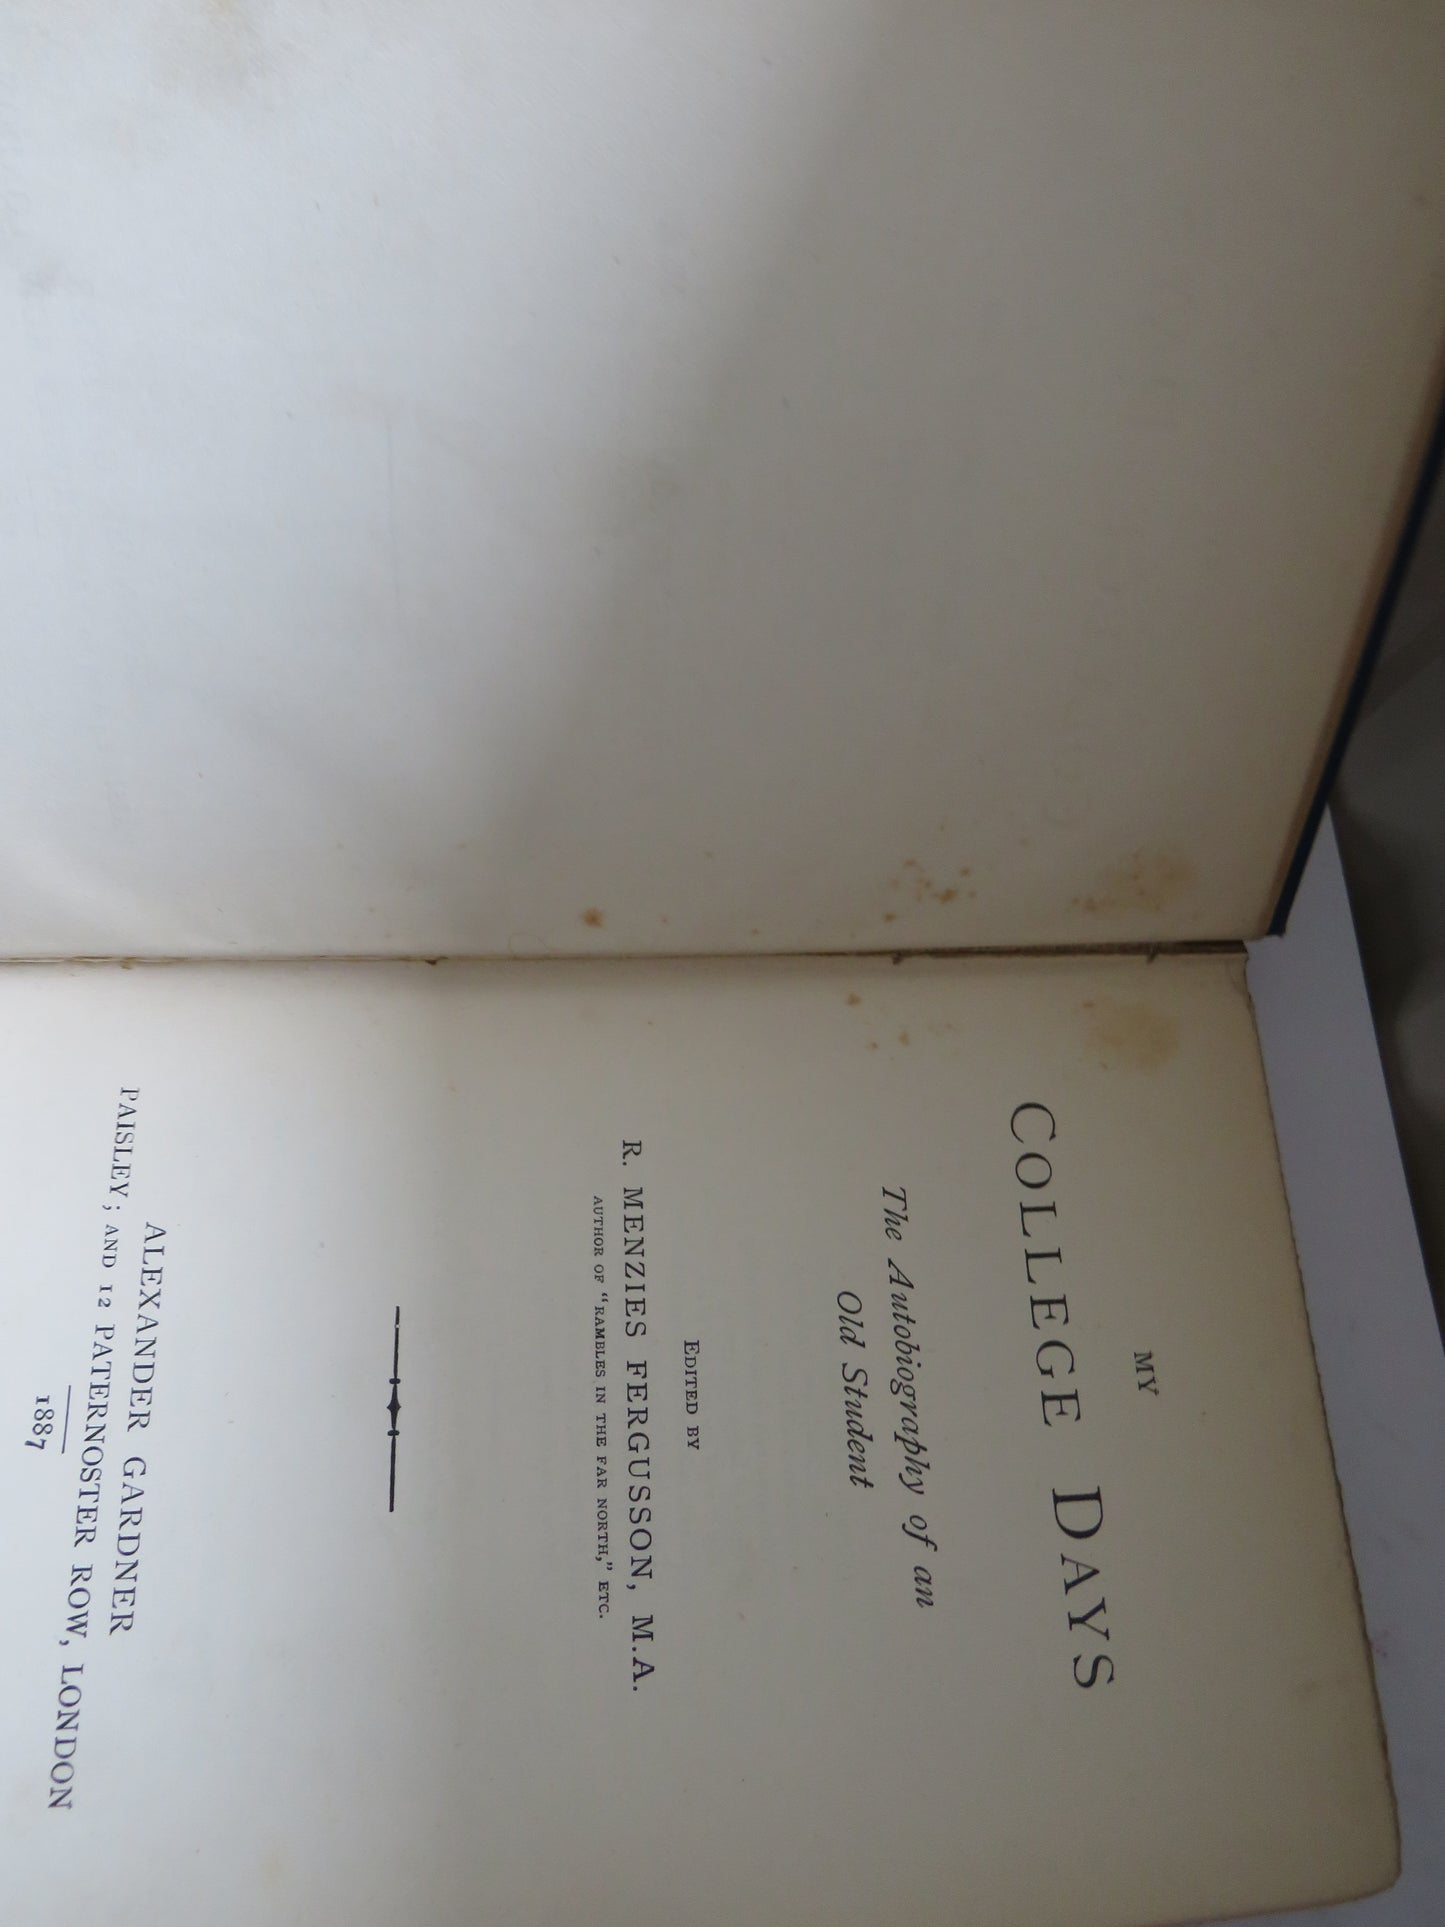 MY
COLLEGE DAYS
The Autobiography of an
Old Student
EDITED BY
R. MENZIES FERGUSSON, M.A.
AUTHOR OF "RAMBLES IN THE FAR NORTH," ETC.
ALEXANDER GARDNER
PAISLEY; AND 12 PATERNOSTER ROW, LONDON
1887